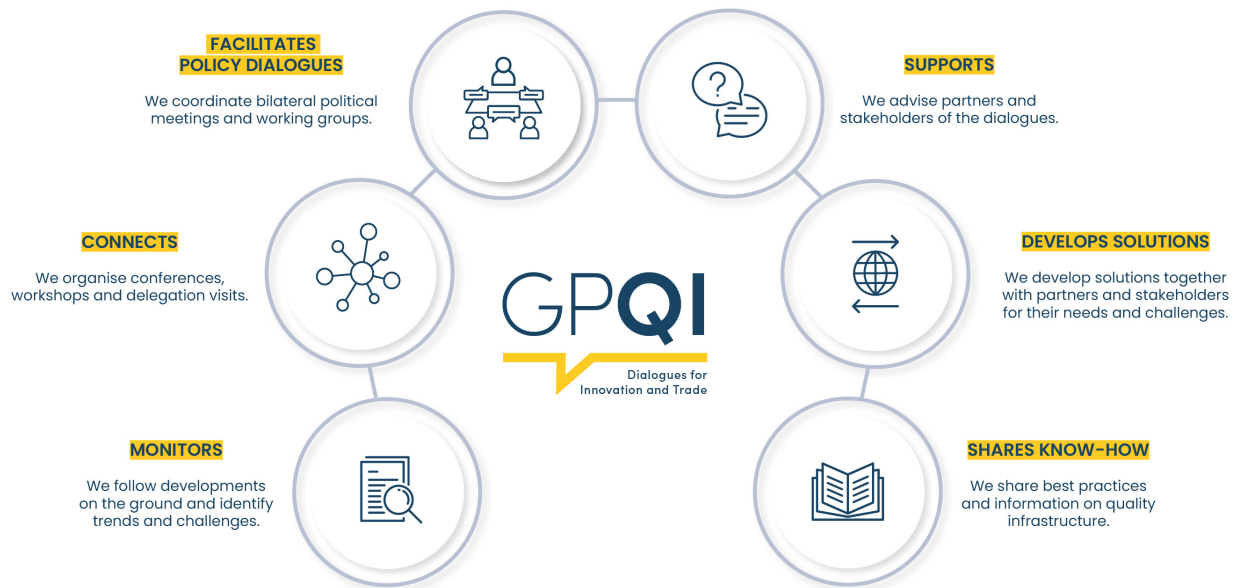 FACILITATES
POLICY DIALOGUES
We coordinate bilateral political
meetings and working groups.
?
SUPPORTS
We advise partners and
stakeholders of the dialogues.
CONNECTS
We organise conferences,
workshops and delegation visits.
DEVELOPS SOLUTIONS
We develop solutions together
with partners and stakeholders
for their needs and challenges.
GPQI
Dialogues for
Innovation and Trade
MONITORS
We follow developments
on the ground and identify
trends and challenges.
SHARES KNOW-HOW
We share best practices
and information on quality
infrastructure.